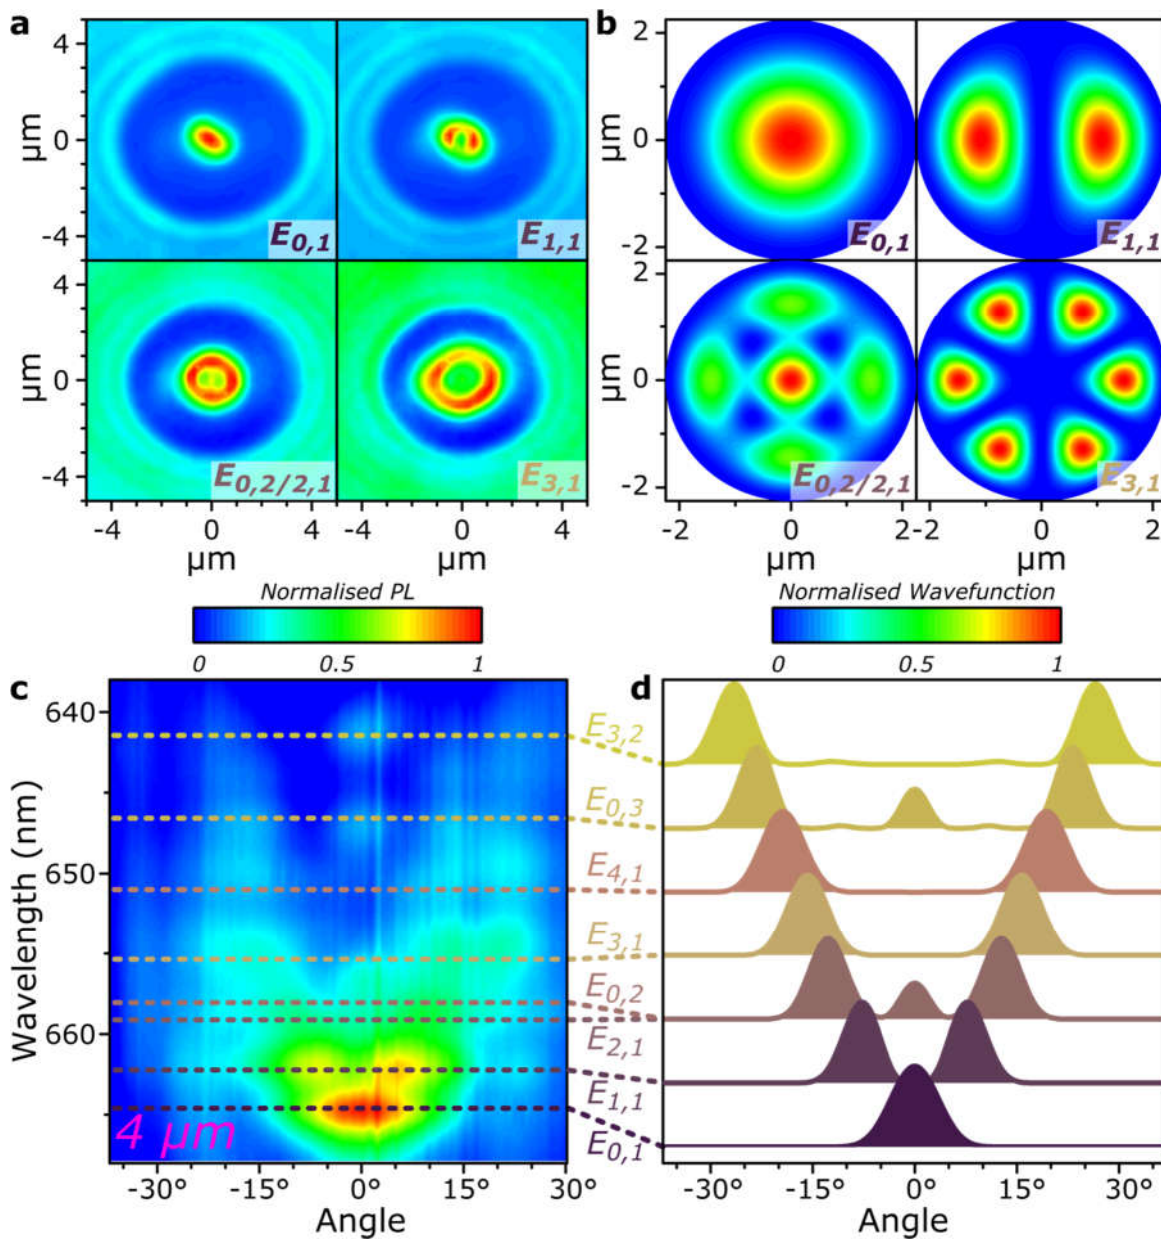 a
b
4
0
-4
µm
E0,1
E1,1
2
0
-2
µm
E0,1
E1,1
4
0
-4
µm
E0,2/2,1
E3,1
2
0
-2
µm
E0,2/2,1
E3,1
-4 0 4 -4 0 4
µm µm
-2 0 2 -2 0 2
µm µm
Normalised PL
0 0.5 1
Normalised Wavefunction
0 0.5 1
c
d
640
650
660
Wavelength (nm)
E3,2
E0,3
E4,1
E3,1
E0,2
E2,1
E1,1
E0,1
4 µm
-30° -15° 0° 15° 30°
Angle
-30° -15° 0° 15° 30°
Angle